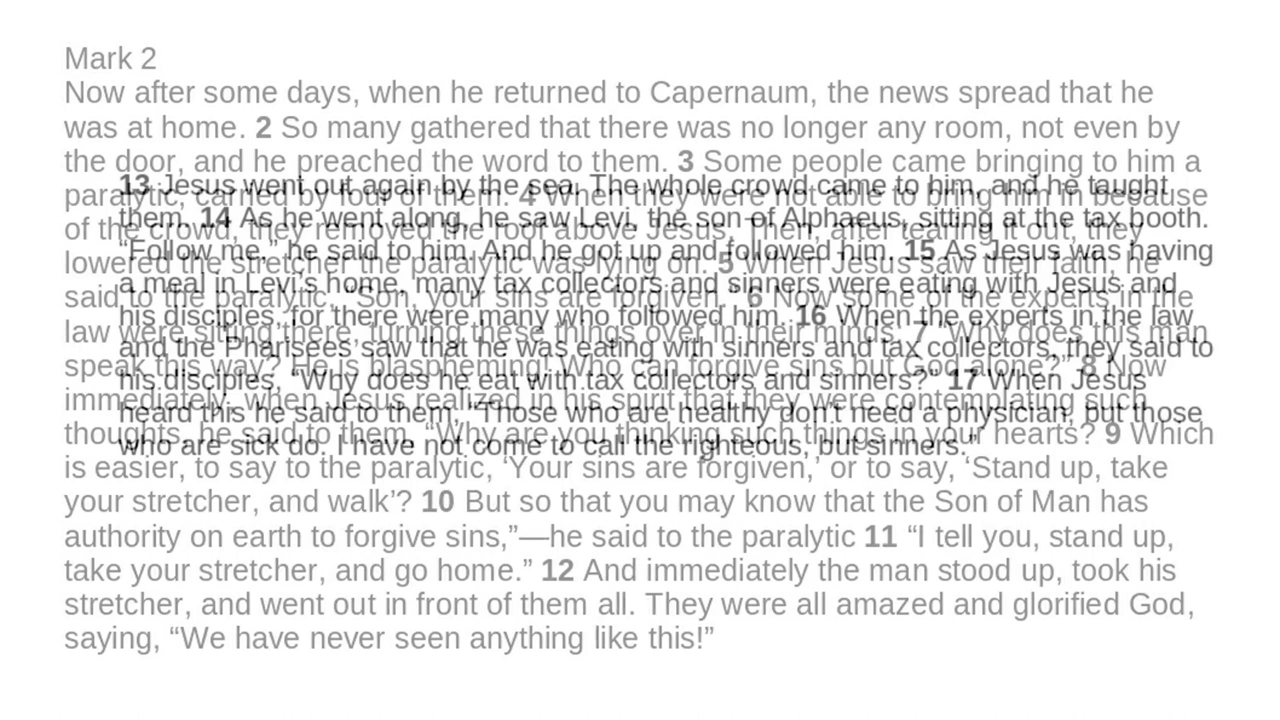 Mark 2
Now after some days, when he returned to Capernaum, the news spread that he
was at home. 2 So many gathered that there was no longer any room, not even by
the door, and he preached the word to them. 3 Some people came bringing to him a
paralytic, carried by four of them. 4 When they were not able to bring him in because
of the crowd, they removed the roof above Jesus. Then, after tearing it out, they
lowered the stretcher the paralytic was lying on. 5 When Jesus saw their faith, he
said to the paralytic, “Son, your sins are forgiven.” 6 Now some of the experts in the
law were sitting there, turning these things over in their minds: 7 “Why does this man
speak this way? He is blaspheming! Who can forgive sins but God alone?” 8 Now
immediately, when Jesus realized in his spirit that they were contemplating such
thoughts, he said to them, “Why are you thinking such things in your hearts? 9 Which
is easier, to say to the paralytic, ‘Your sins are forgiven,’ or to say, ‘Stand up, take
your stretcher, and walk’? 10 But so that you may know that the Son of Man has
authority on earth to forgive sins,”—he said to the paralytic 11 “I tell you, stand up,
take your stretcher, and go home.” 12 And immediately the man stood up, took his
stretcher, and went out in front of them all. They were all amazed and glorified God,
saying, “We have never seen anything like this!”
13 Jesus went out again by the sea. The whole crowd came to him, and he taught
them. 14 As he went along, he saw Levi, the son of Alphaeus, sitting at the tax booth.
“Follow me,” he said to him. And he got up and followed him. 15 As Jesus was having
a meal in Levi’s home, many tax collectors and sinners were eating with Jesus and
his disciples, for there were many who followed him. 16 When the experts in the law
and the Pharisees saw that he was eating with sinners and tax collectors, they said to
his disciples, “Why does he eat with tax collectors and sinners?” 17 When Jesus
heard this he said to them, “Those who are healthy don’t need a physician, but those
who are sick do. I have not come to call the righteous, but sinners.”